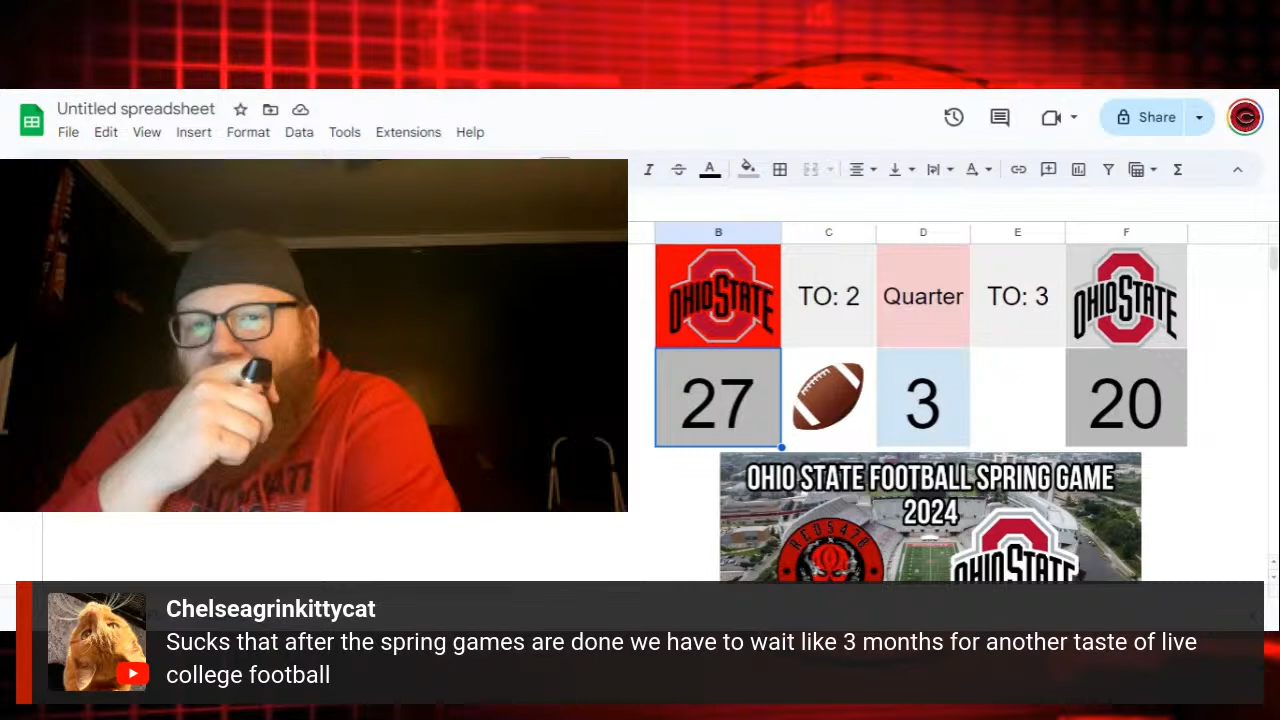 Untitled spreadsheet
File Edit View Insert Format Data Tools Extensions Help
Share
B C D E F
OHIO STATE TO: 2 Quarter TO: 3 OHIO STATE
27 3 20
OHIO STATE FOOTBALL SPRING GAME
2024
REDS470
OHIO STATE
Chelseagrinkittycat
Sucks that after the spring games are done we have to wait like 3 months for another taste of live
college football